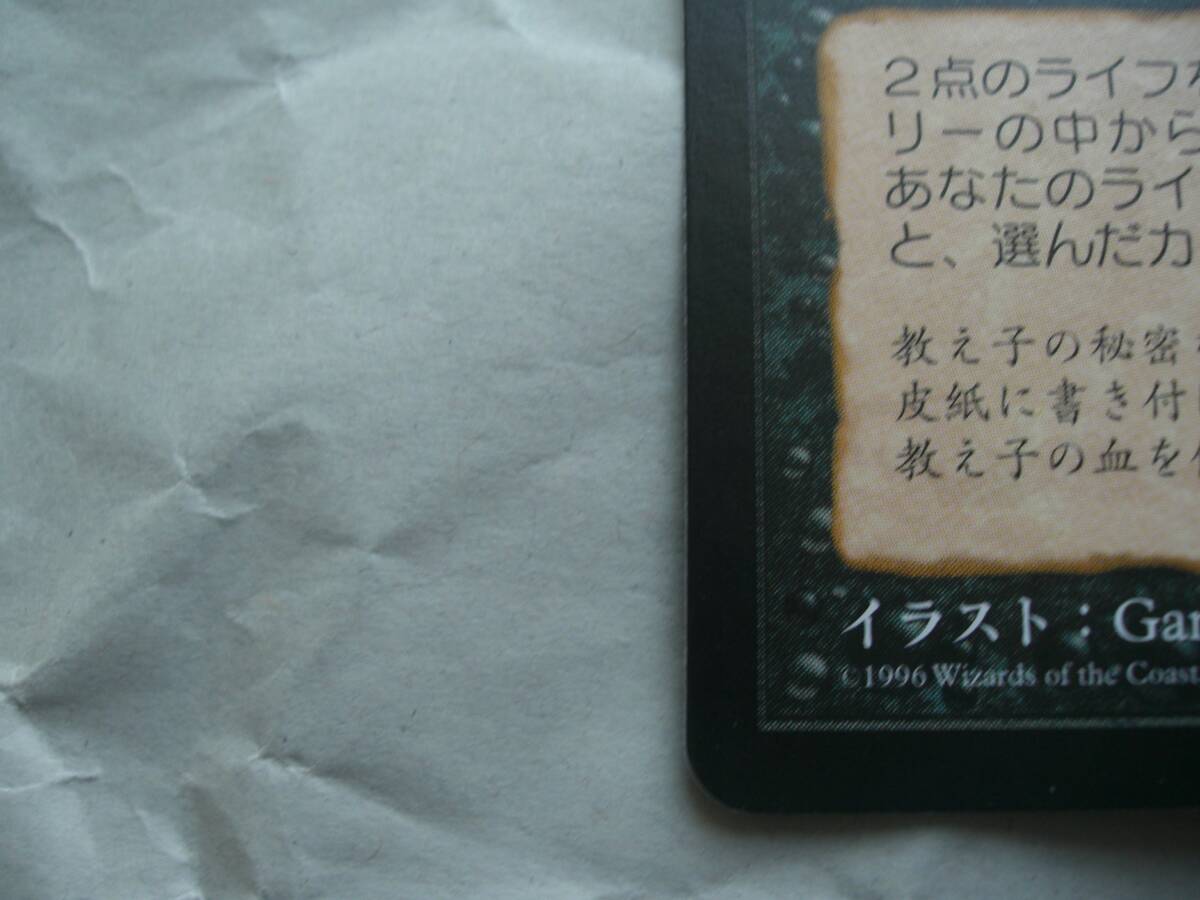 2点のライフ
リーの中から
あなたのライ
と、選んだカ
教え子の秘密
皮紙に書き付
教え子の血を
イラスト：Gar
©1996 Wizards of the Coast,